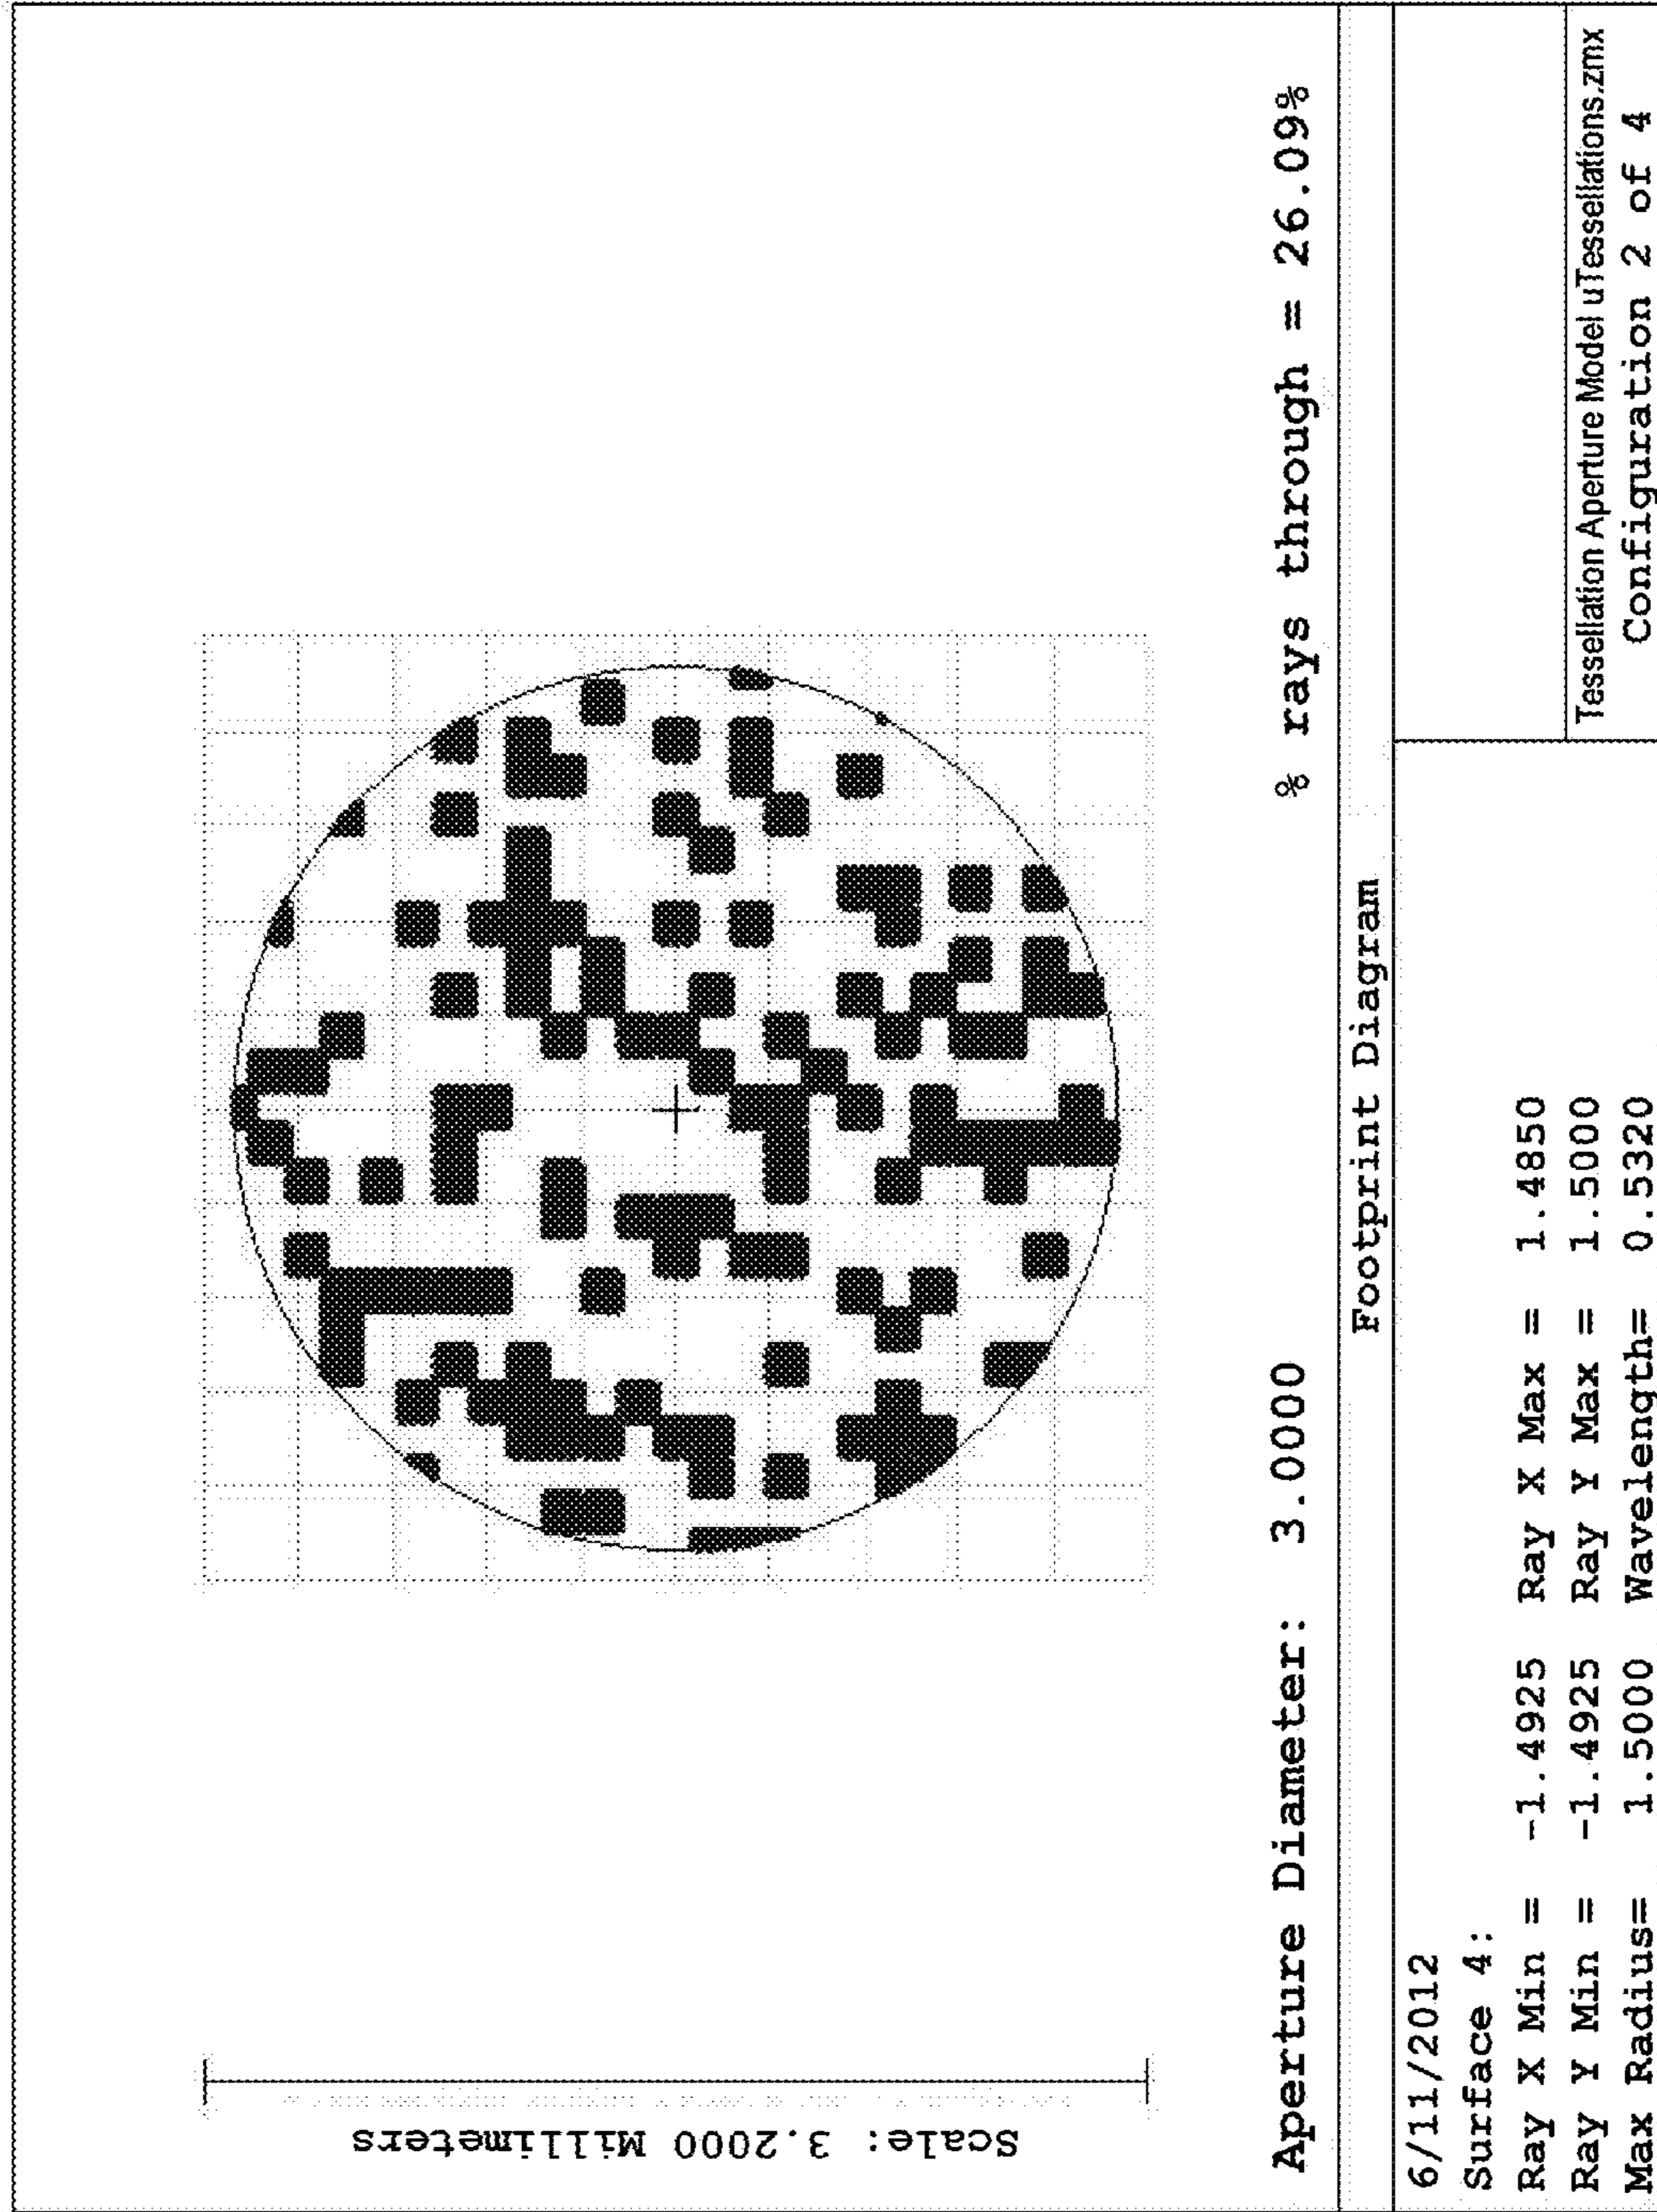 Scale: 3.2000 Millimeters
Aperture Diameter: 3.0000 % rays through = 26.09%
Footprint Diagram
6/11/2012
Surface 4:
Ray X Min = -1.4925 Ray X Max = 1.4850
Ray Y Min = -1.4925 Ray Y Max = 1.5000
Max Radius= 1.5000 Wavelength= 0.5320
Tessellation Aperture Model uTessellations.zmx
Configuration 2 of 4